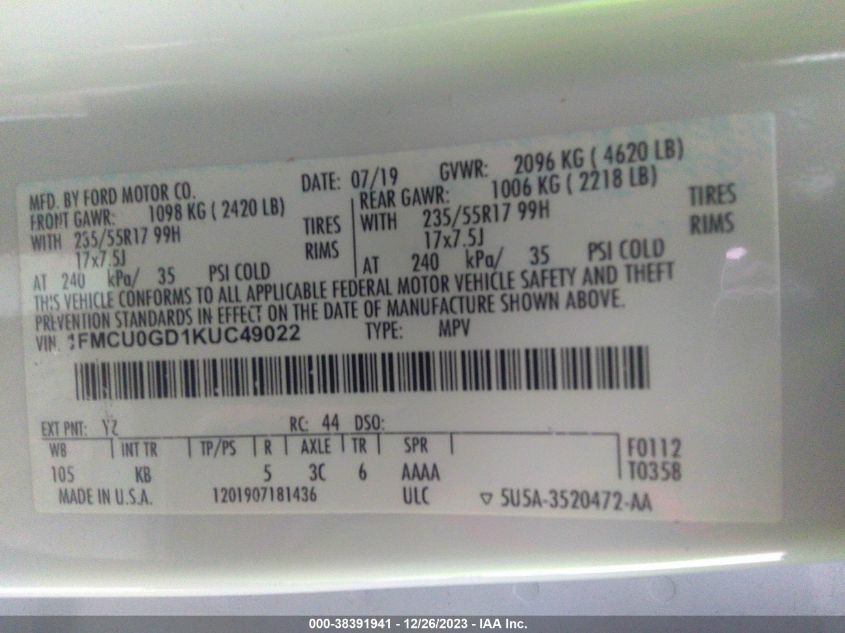 MFD. BY FORD MOTOR CO. DATE: 07/19 GVWR: 2096 KG ( 4620 LB)
FRONT GAWR: 1098 KG ( 2420 LB) REAR GAWR: 1006 KG ( 2218 LB)
WITH 235/55R17 99H TIRES WITH 235/55R17 99H TIRES
17x7.5J RIMS 17x7.5J RIMS
AT 240 kPa/ 35 PSI COLD AT 240 kPa/ 35 PSI COLD
THIS VEHICLE CONFORMS TO ALL APPLICABLE FEDERAL MOTOR VEHICLE SAFETY AND THEFT
PREVENTION STANDARDS IN EFFECT ON THE DATE OF MANUFACTURE SHOWN ABOVE.
VIN 1FMCU0GD1KUC49022 TYPE: MPV
EXT PNT: YZ RC: 44 DSO:
WB INT TR TP/PS R AXLE TR SPR F0112
105 KB 5 3C 6 AAAA T0358
MADE IN U.S.A. 1201907181436 ULC 5U5A-3520472-AA
000-38391941 - 12/26/2023 - IAA Inc.